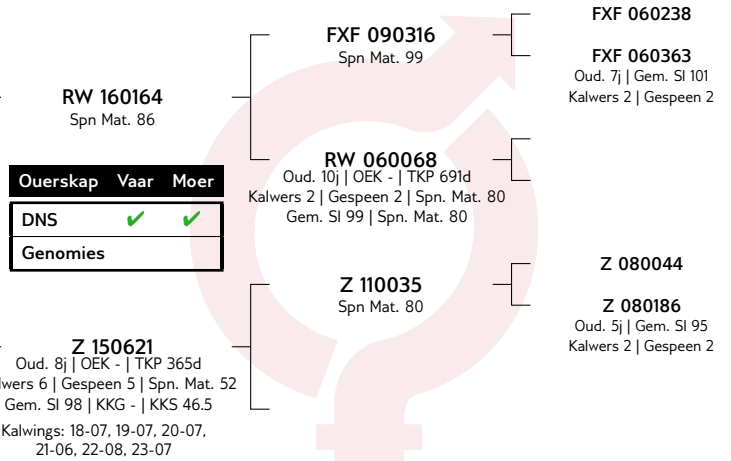 FXF 060238
FXF 090316
Spn Mat. 99
FXF 060363
Oud. 7j | Gem. SI 101
Kalwers 2 | Gespeen 2
RW 160164
Spn Mat. 86
RW 060068
Oud. 10j | OEK - | TKP 691d
Kalwers 2 | Gespeen 2 | Spn. Mat. 80
Gem. SI 99 | Spn. Mat. 80
Ouerskap Vaar Moer
DNS ✔ ✔
Genomies
Z 110035
Spn Mat. 80
Z 080044
Z 080186
Oud. 5j | Gem. SI 95
Kalwers 2 | Gespeen 2
Z 150621
Oud. 8j | OEK - | TKP 365d
lwers 6 | Gespeen 5 | Spn. Mat. 52
Gem. SI 98 | KKG - | KKS 46.5
Kalwings: 18-07, 19-07, 20-07,
21-06, 22-08, 23-07